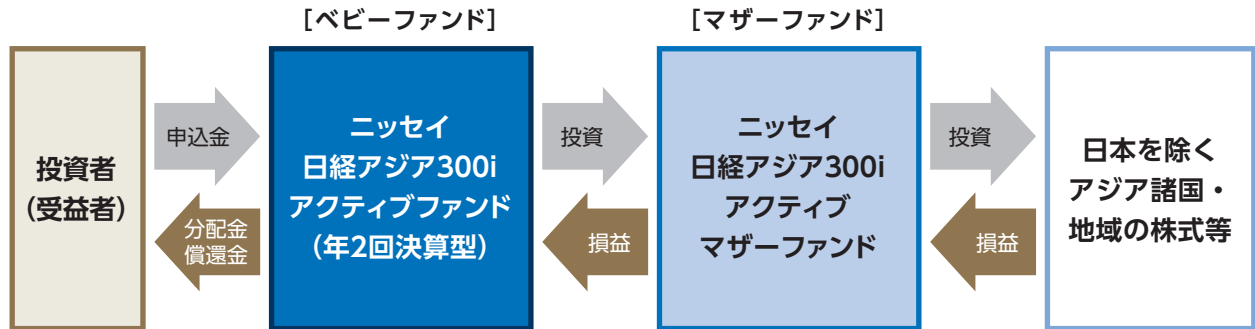 [ベビーファンド]
[マザーファンド]
投資者
(受益者)
申込金
分配金
償還金
ニッセイ
日経アジア300i
アクティブファンド
(年2回決算型)
投資
損益
ニッセイ
日経アジア300i
アクティブ
マザーファンド
投資
損益
日本を除く
アジア諸国・
地域の株式等